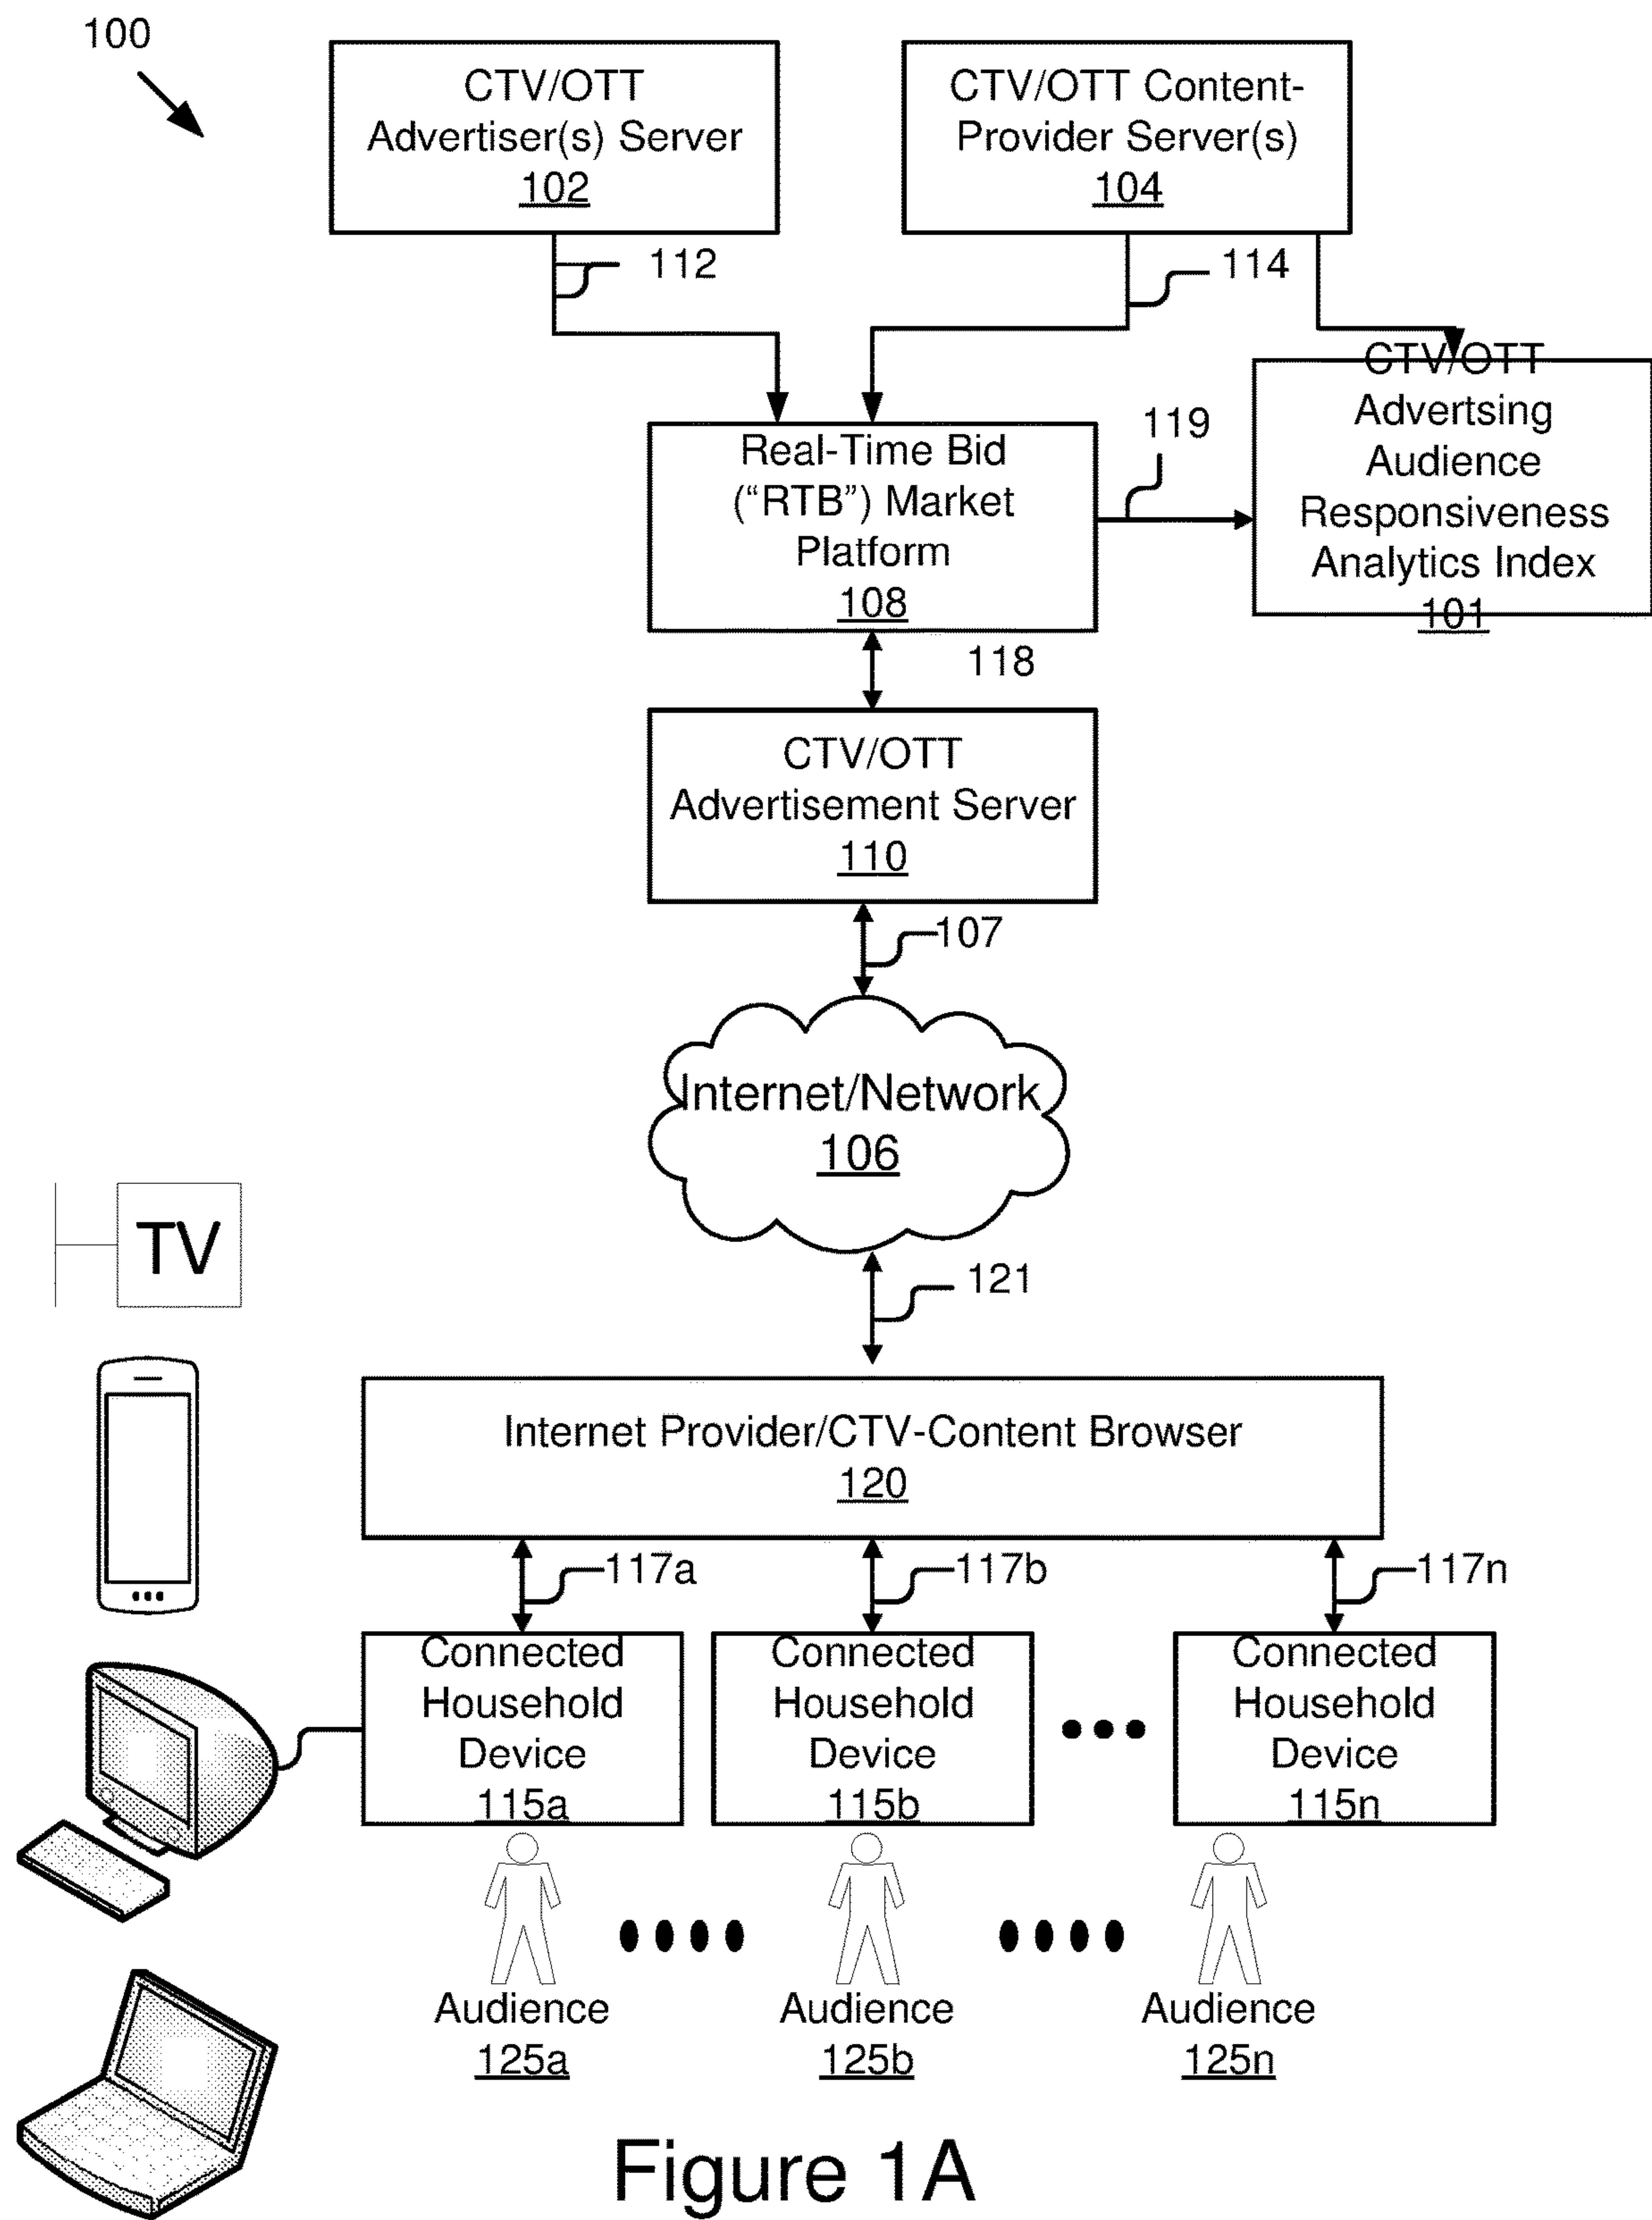 100
CTV/OTT
Advertiser(s) Server
102
CTV/OTT Content-
Provider Server(s)
104
112
114
CTV/OTT
Advertsing
Audience
Responsiveness
Analytics Index
101
119
Real-Time Bid
(“RTB”) Market
Platform
108
118
CTV/OTT
Advertisement Server
110
107
Internet/Network
106
TV
121
Internet Provider/CTV-Content Browser
120
117a
117b
117n
Connected
Household
Device
115a
Connected
Household
Device
115b
Connected
Household
Device
115n
Audience
125a
Audience
125b
Audience
125n
Figure 1A